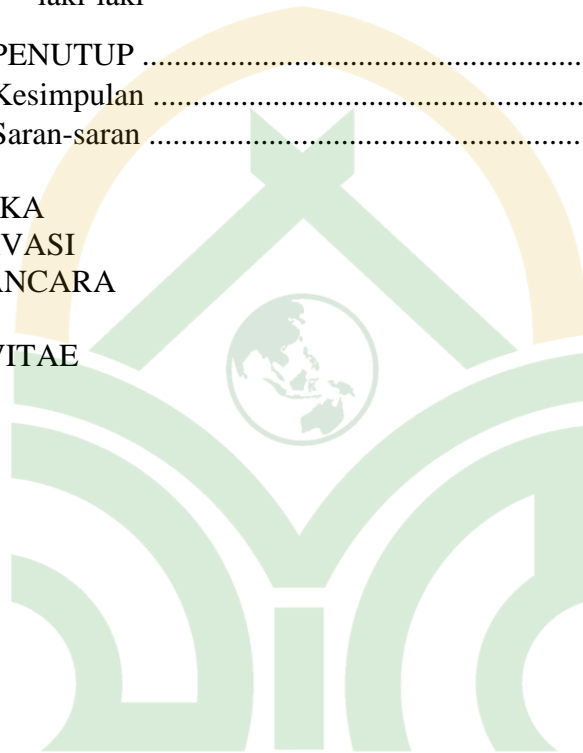 laki-laki
PENUTUP ........................................................
Kesimpulan ......................................................
Saran-saran ......................................................
KA
VASI
ANCARA
VITAE